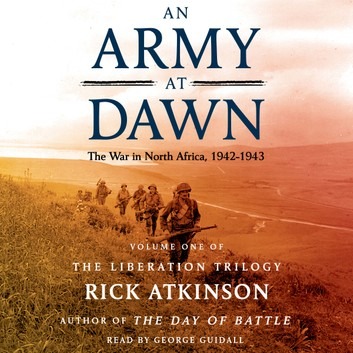 AN
ARMY
AT
DAWN
The War in North Africa, 1942-1943
VOLUME ONE OF
THE LIBERATION TRILOGY
RICK ATKINSON
AUTHOR OF THE DAY OF BATTLE
READ BY GEORGE GUIDALL